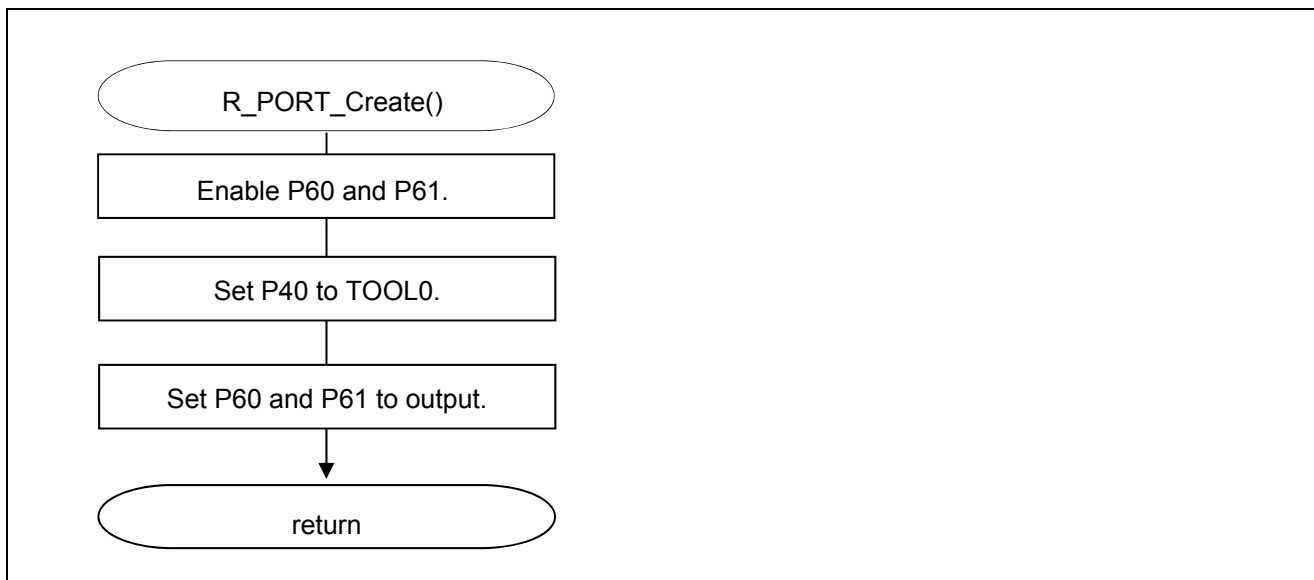 R_PORT_Create()
Enable P60 and P61.
Set P40 to TOOL0.
Set P60 and P61 to output.
return